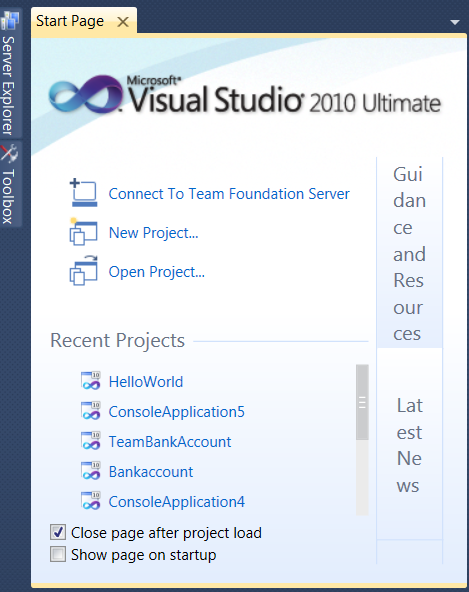 Start Page
Server Explorer
Toolbox
Microsoft®
Visual Studio® 2010 Ultimate
Connect To Team Foundation Server
New Project...
Open Project...
Recent Projects
HelloWorld
ConsoleApplication5
TeamBankAccount
Bankaccount
ConsoleApplication4
Close page after project load
Show page on startup
Gui
dan
ce
and
Res
our
ces
Lat
est
Ne
ws